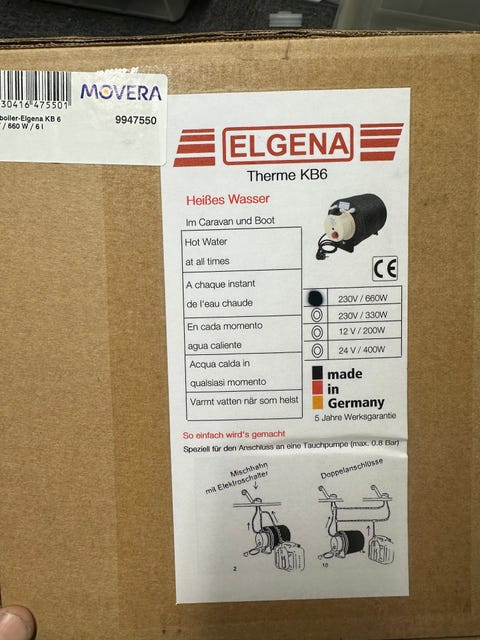 30416 475501
MOVERA
boiler-Elgena KB 6
/ 660 W / 6 l
9947550
ELGENA
Therme KB6
Heißes Wasser
Im Caravan und Boot
Hot Water
at all times
A chaque instant
de l'eau chaude
En cada momento
agua caliente
Acqua calda in
qualsiasi momento
Varmt vatten när som helst
CE
230V / 660W
230V / 330W
12 V / 200W
24 V / 400W
made
in
Germany
5 Jahre Werksgarantie
So einfach wird's gemacht
Speziell für den Anschluss an eine Tauchpumpe (max. 0.8 Bar)
Mischhahn
mit Elektroschalter
Doppelanschlüsse
2
10